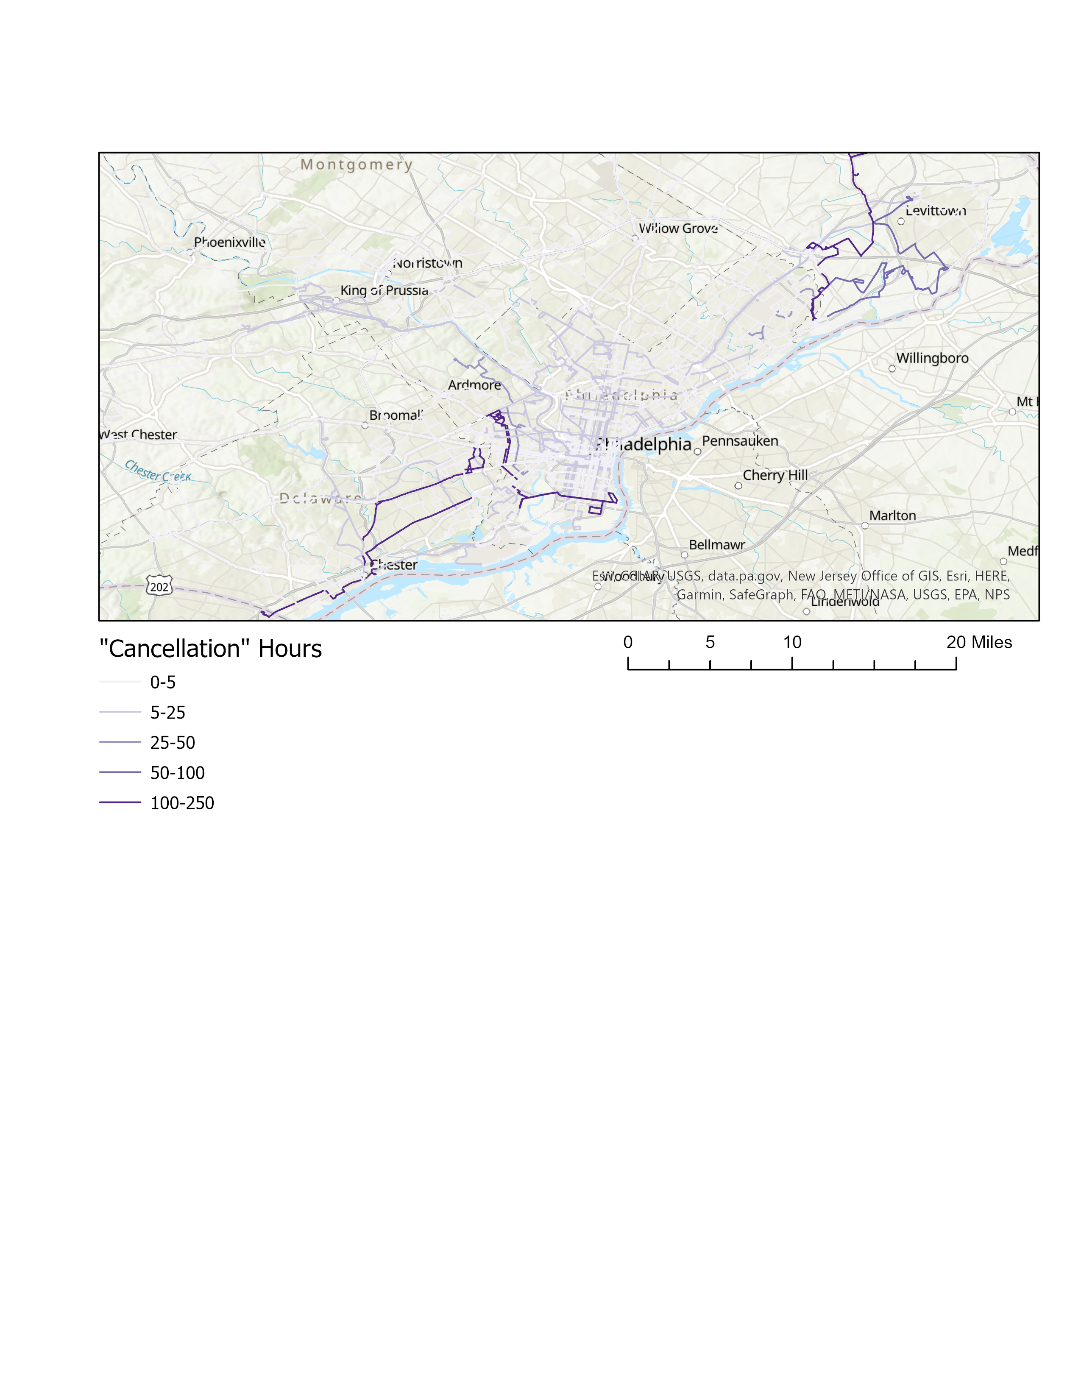 Montgomery
Levittown
Willow Grove
Phoenixville
Norristown
King of Prussia
Willingboro
Ardmore
Philadelphia
Mt
Broomall
West Chester
Philadelphia
Pennsauken
Chester Creek
Cherry Hill
Delaware
Marlton
Bellmawr
Medf
Chester
202
Woodbury
USGS, data.pa.gov, New Jersey Office of GIS, Esri, HERE,
Garmin, SafeGraph, FAO, METI/NASA, USGS, EPA, NPS
Lindenwold
"Cancellation" Hours
0 5 10 20 Miles
0-5
5-25
25-50
50-100
100-250